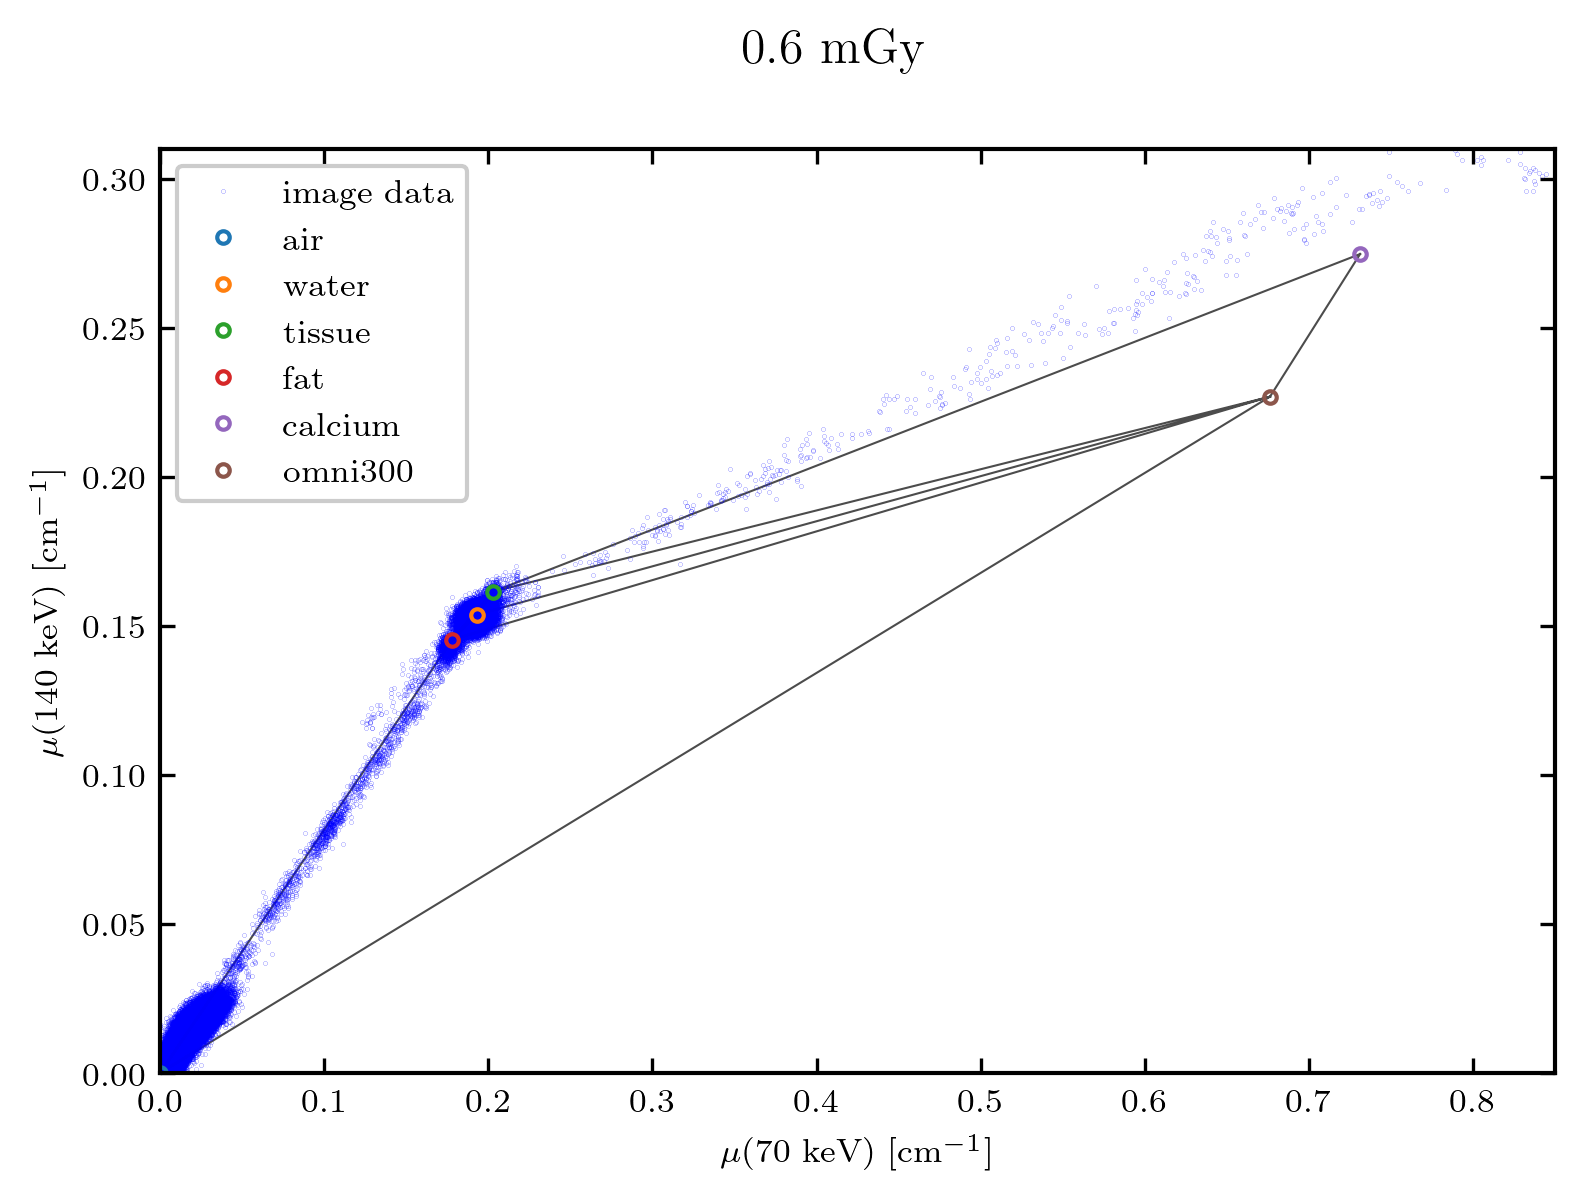 0.6 mGy
image data
air
water
tissue
fat
calcium
omni300
0.30
0.25
0.20
0.15
0.10
0.05
0.00
μ(140 keV) [cm⁻¹]
0.0 0.1 0.2 0.3 0.4 0.5 0.6 0.7 0.8
μ(70 keV) [cm⁻¹]